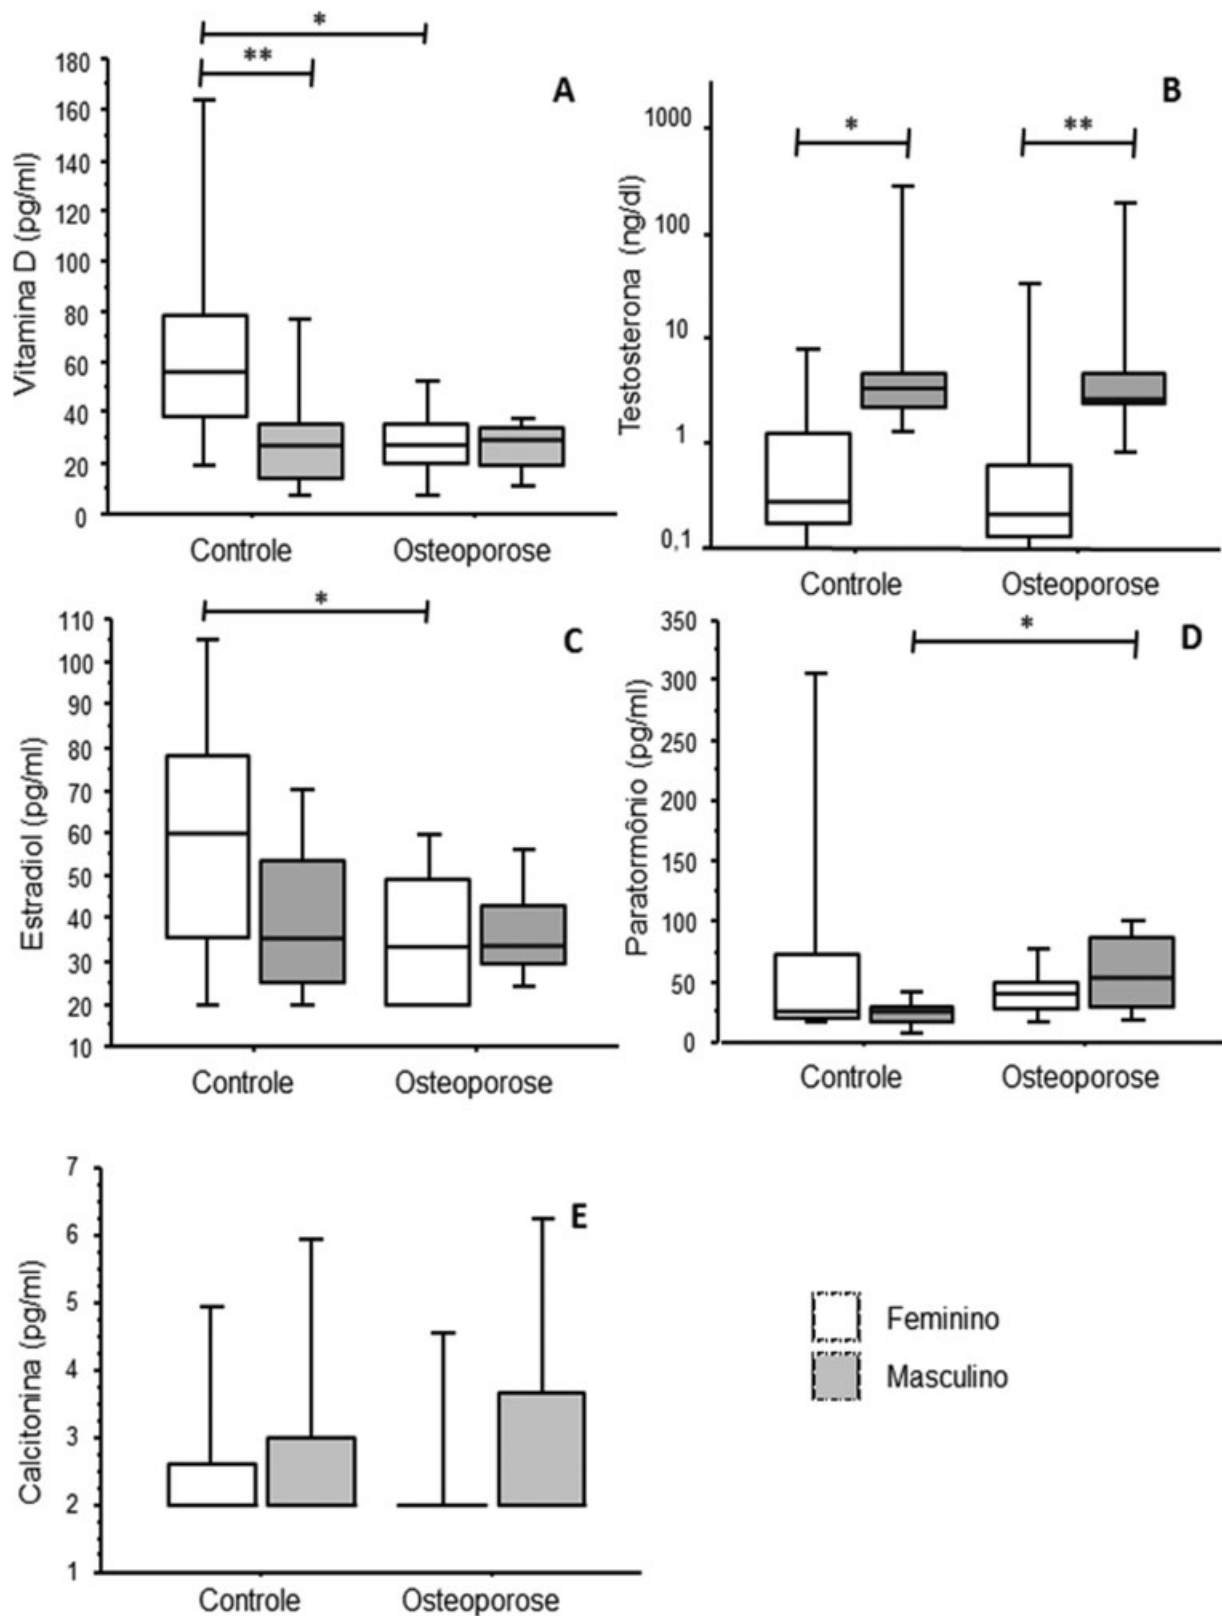 *
**
180
160
140
120
100
80
60
40
20
0
Vitamina D (pg/ml)
A
Controle
Osteoporose
*
**
1000
100
10
1
0,1
Testosterona (ng/dl)
B
Controle
Osteoporose
*
110
100
90
80
70
60
50
40
30
20
10
Estradiol (pg/ml)
C
Controle
Osteoporose
*
350
300
250
200
150
100
50
0
Paratormônio (pg/ml)
D
Controle
Osteoporose
7
6
5
4
3
2
1
Calcitonina (pg/ml)
E
Controle
Osteoporose
Feminino
Masculino